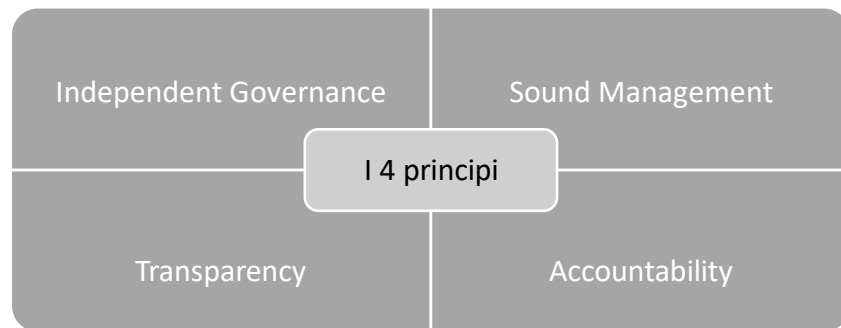 Independent Governance
Sound Management
I 4 principi
Transparency
Accountability